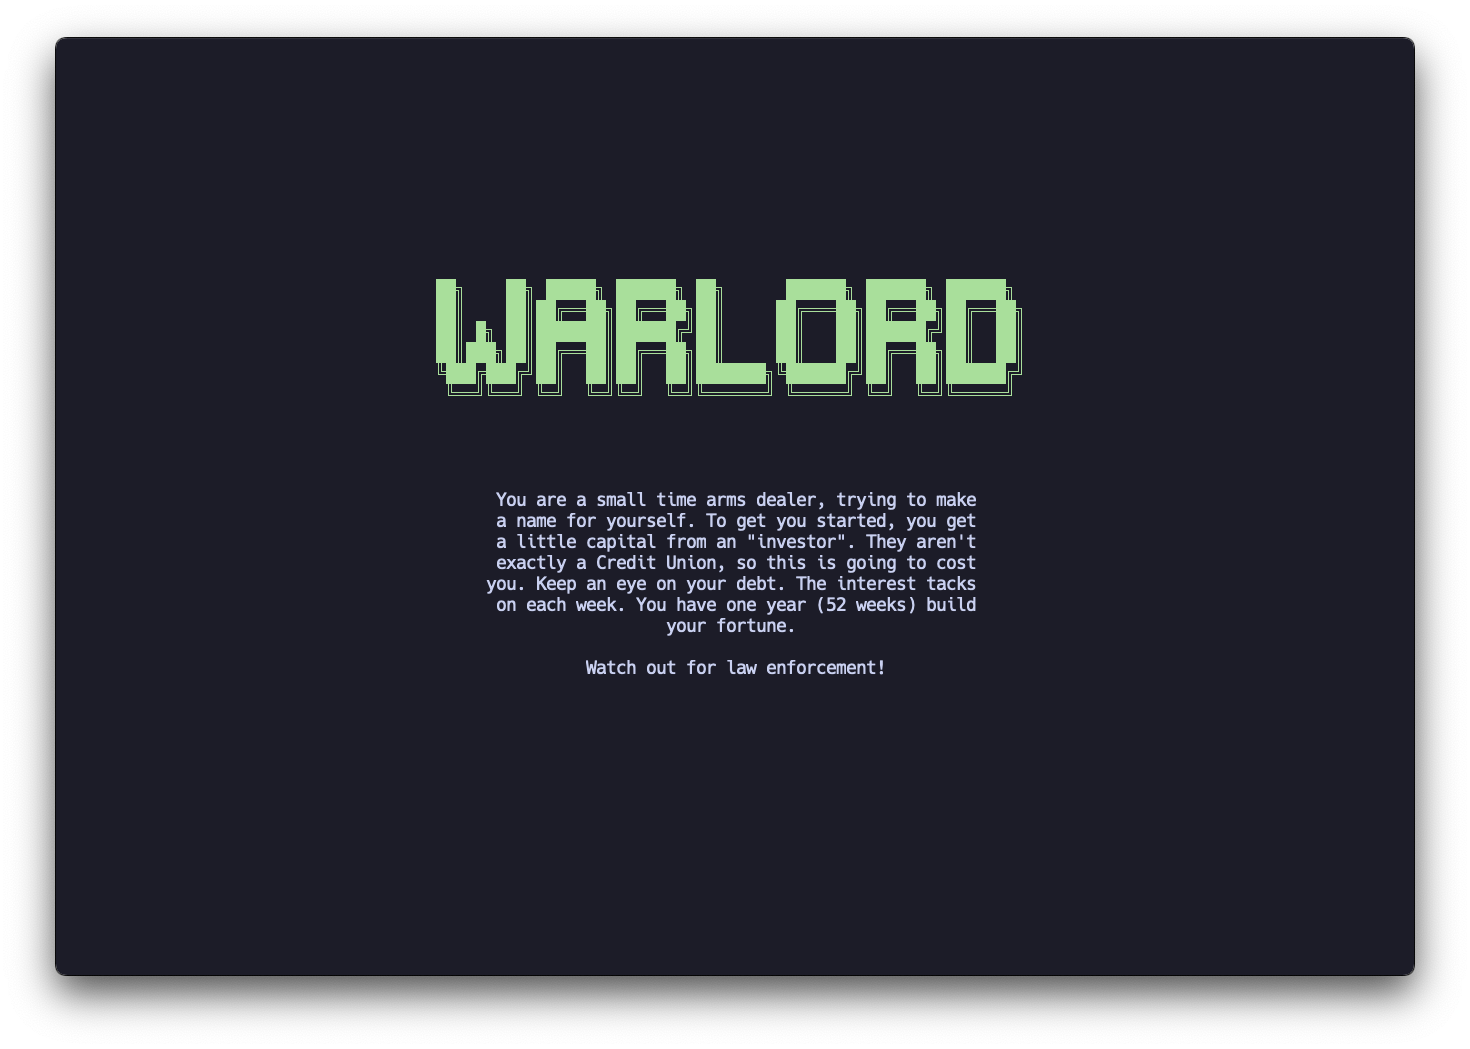 WARLORD
You are a small time arms dealer, trying to make
a name for yourself. To get you started, you get
a little capital from an "investor". They aren't
exactly a Credit Union, so this is going to cost
you. Keep an eye on your debt. The interest tacks
on each week. You have one year (52 weeks) build
your fortune.
Watch out for law enforcement!